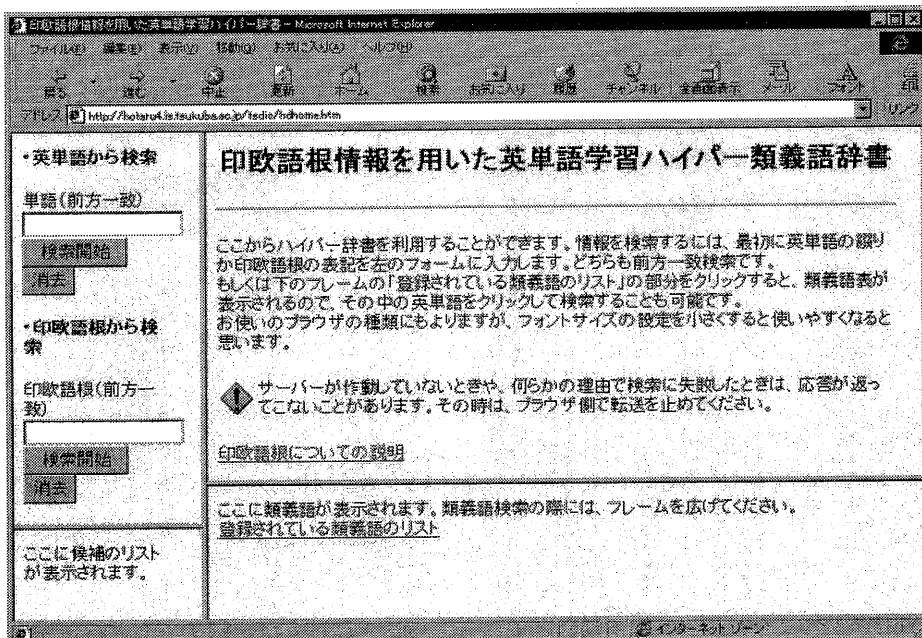 印欧語根情報を用いた英単語学習ハイパー辞書 - Microsoft Internet Explorer
ファイル(F) 編集(E) 表示(V) 移動(G) お気に入り(A) ヘルプ(H)
戻る 進む 中止 更新 ホーム 検索 お気に入り 履歴 チャンネル 全画面表示 メール フォント 印
アドレス http://hotaru4.is.tsukuba.ac.jp/tsdic/hdhome.htm リンク
・英単語から検索
単語(前方一致)
検索開始
消去
・印欧語根から検
索
印欧語根(前方一
致)
検索開始
消去
ここに候補のリスト
が表示されます。
印欧語根情報を用いた英単語学習ハイパー類義語辞書
ここからハイパー辞書を利用することができます。情報を検索するには、最初に英単語の綴り
か印欧語根の表記を左のフォームに入力します。どちらも前方一致検索です。
もしくは下のフレームの「登録されている類義語のリスト」の部分をクリックすると、類義語表が
表示されるので、その中の英単語をクリックして検索することも可能です。
お使いのブラウザの種類にもよりますが、フォントサイズの設定を小さくすると使いやすくなると
思います。
サーバーが作動していないときや、何らかの理由で検索に失敗したときは、応答が返っ
てこないことがあります。その時は、ブラウザ側で転送を止めてください。
印欧語根についての説明
ここに類義語が表示されます。類義語検索の際には、フレームを広げてください。
登録されている類義語のリスト
インターネット ゾーン